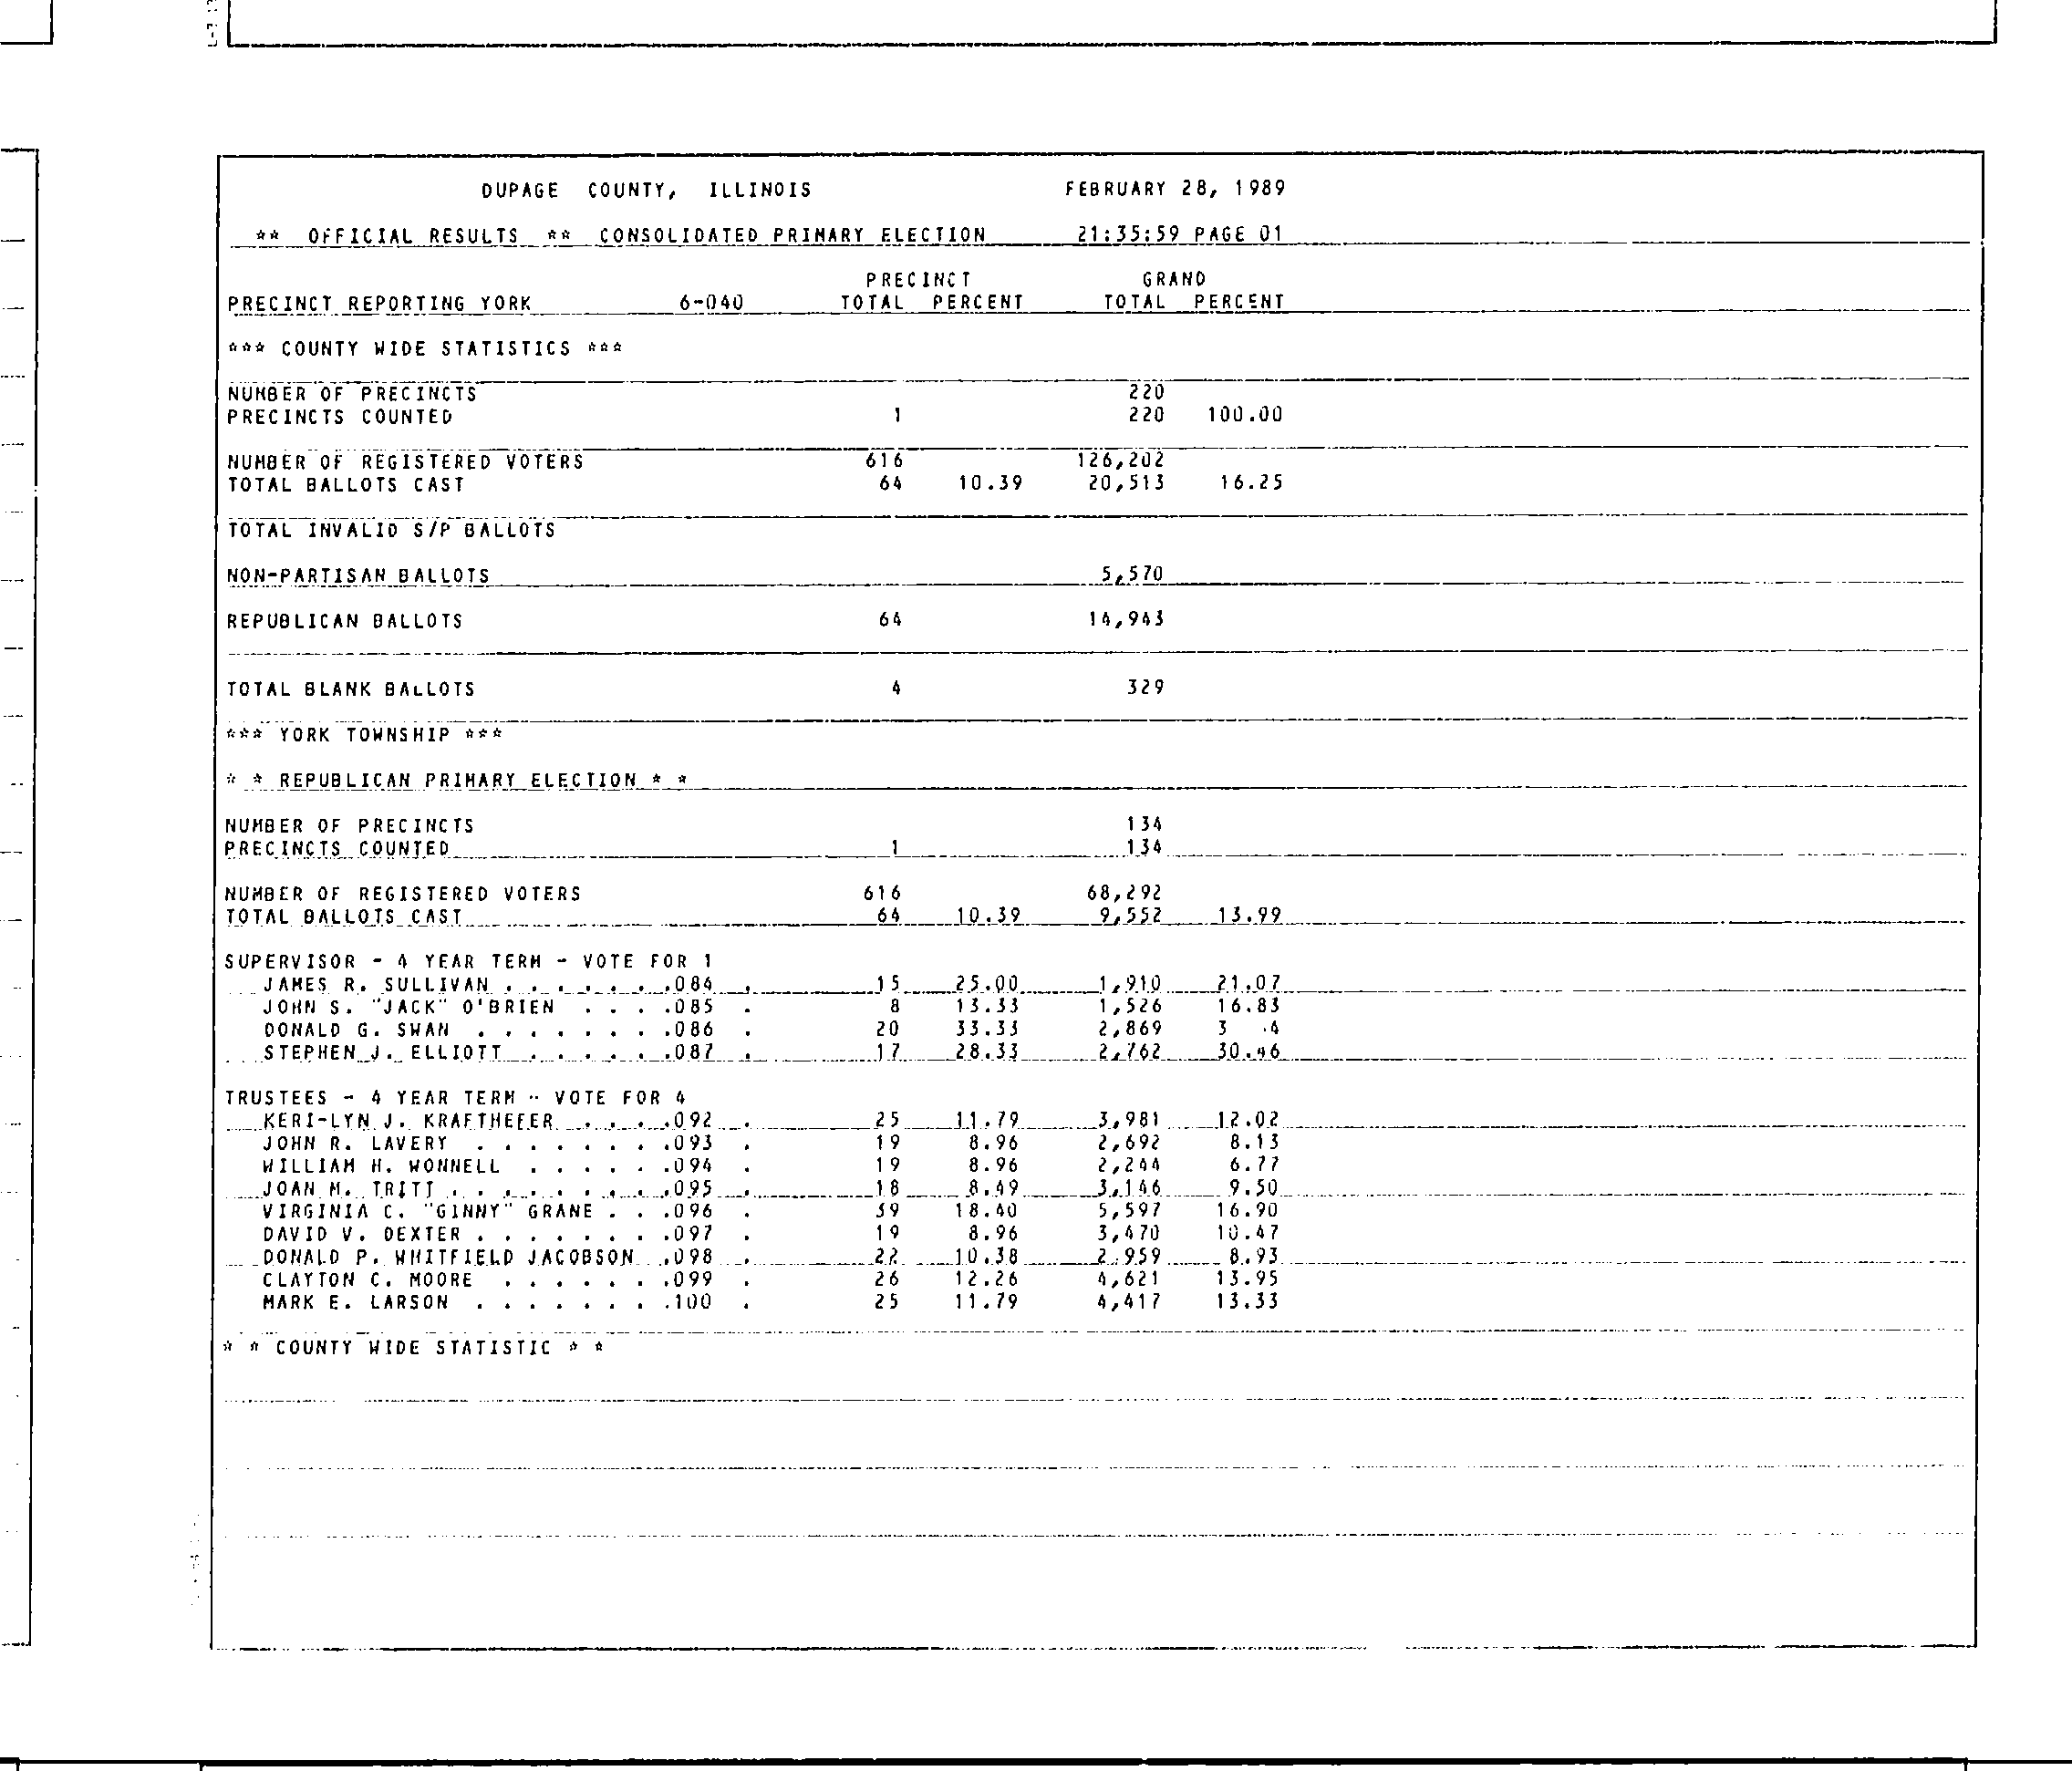 DUPAGE COUNTY, ILLINOIS FEBRUARY 28, 1989
** OFFICIAL RESULTS ** CONSOLIDATED PRIMARY ELECTION 21:35:59 PAGE 01
PRECINCT GRAND
PRECINCT REPORTING YORK 6-040 TOTAL PERCENT TOTAL PERCENT
*** COUNTY WIDE STATISTICS ***
NUMBER OF PRECINCTS 220
PRECINCTS COUNTED 1 220 100.00
NUMBER OF REGISTERED VOTERS 616 126,202
TOTAL BALLOTS CAST 64 10.39 20,513 16.25
TOTAL INVALID S/P BALLOTS
NON-PARTISAN BALLOTS 5,570
REPUBLICAN BALLOTS 64 14,943
TOTAL BLANK BALLOTS 4 329
*** YORK TOWNSHIP ***
* * REPUBLICAN PRIMARY ELECTION * *
NUMBER OF PRECINCTS 134
PRECINCTS COUNTED 1 134
NUMBER OF REGISTERED VOTERS 616 68,292
TOTAL BALLOTS CAST 64 10.39 9,552 13.99
SUPERVISOR - 4 YEAR TERM - VOTE FOR 1
JAMES R. SULLIVAN . . . . . . .084 . 15 25.00 1,910 21.07
JOHN S. "JACK" O'BRIEN . . . .085 . 8 13.33 1,526 16.83
DONALD G. SWAN . . . . . . . .086 . 20 33.33 2,869
STEPHEN J. ELLIOTT . . . . . .087 . 17 28.33 2,762 30.46
TRUSTEES - 4 YEAR TERM - VOTE FOR 4
KERI-LYN J. KRAFTHEFER . . . .092 . 25 11.79 3,981 12.02
JOHN R. LAVERY . . . . . . . .093 . 19 8.96 2,692 8.13
WILLIAM H. WONNELL . . . . . .094 . 19 8.96 2,244 6.77
JOAN M. TRITT . . . . . . . . .095 . 18 8.49 3,146 9.50
VIRGINIA C. "GINNY" GRANE . . .096 . 39 18.40 5,597 16.90
DAVID V. DEXTER . . . . . . . .097 . 19 8.96 3,470 10.47
DONALD P. WHITFIELD JACOBSON .098 . 22 10.38 2,959 8.93
CLAYTON C. MOORE . . . . . . .099 . 26 12.26 4,621 13.95
MARK E. LARSON . . . . . . . .100 . 25 11.79 4,417 13.33
* * COUNTY WIDE STATISTIC * *